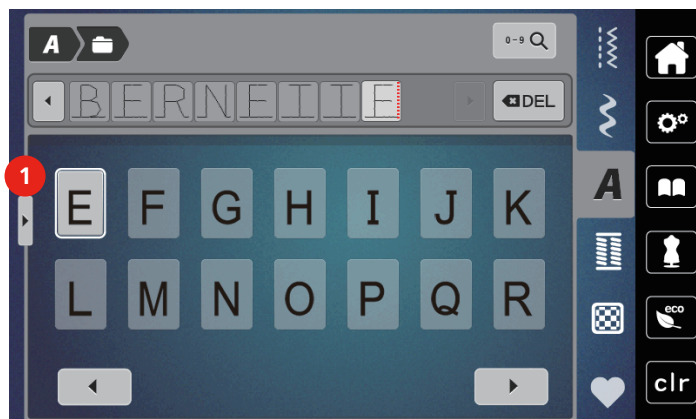 A 0-9
BERNEIIE DEL
A
1
E F G H I J K
L M N O P Q R
eco
clr